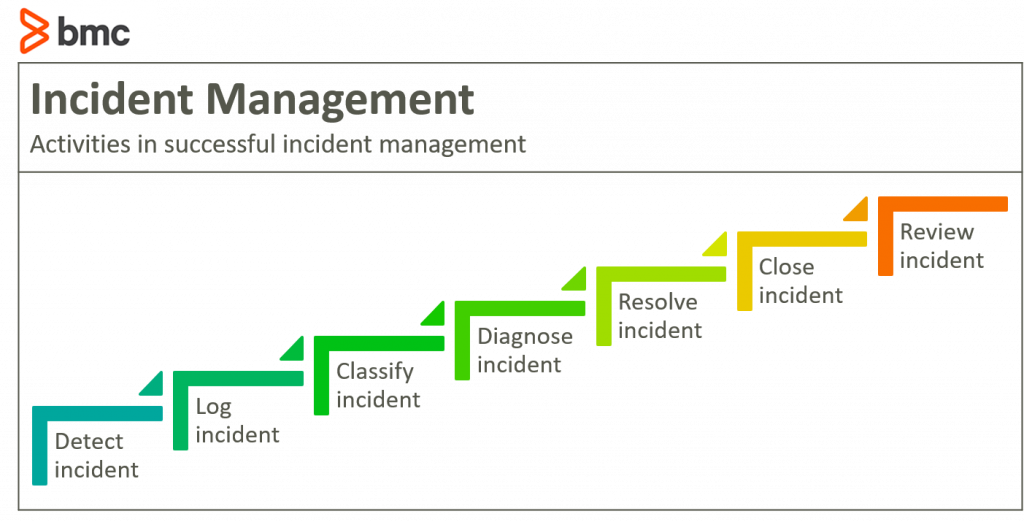 bmc
Incident Management
Activities in successful incident management
Detect
incident
Log
incident
Classify
incident
Diagnose
incident
Resolve
incident
Close
incident
Review
incident